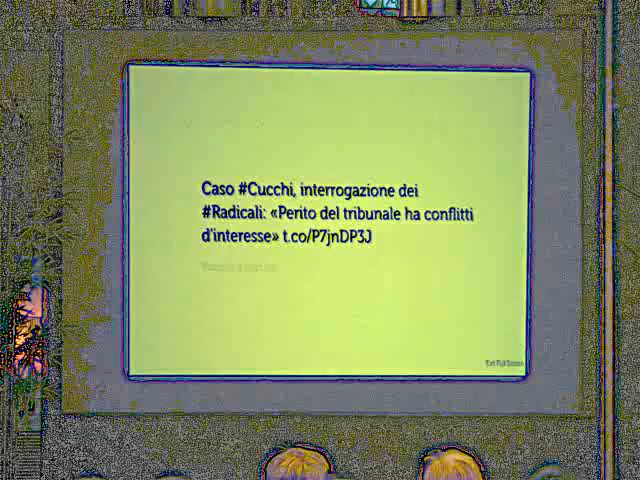 Caso #Cucchi, interrogazione dei
#Radicali: «Perito del tribunale ha conflitti
d'interesse» t.co/P7jnDP3J